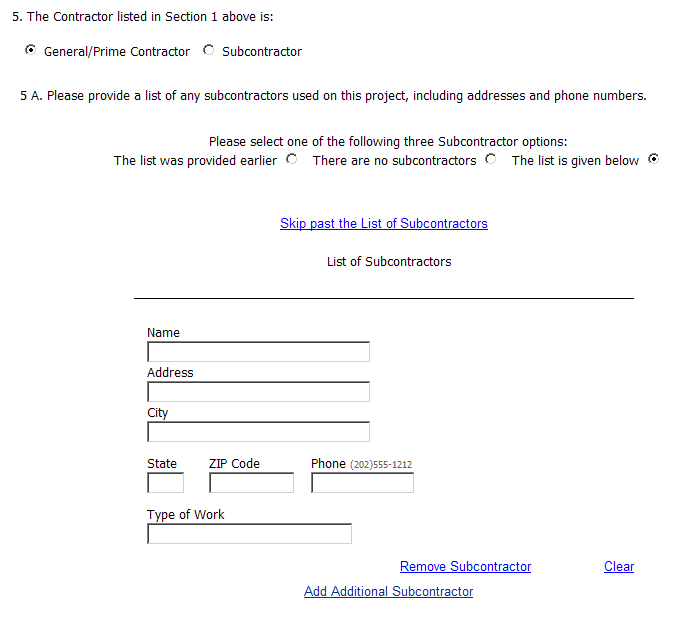 5. The Contractor listed in Section 1 above is:
General/Prime Contractor Subcontractor
5 A. Please provide a list of any subcontractors used on this project, including addresses and phone numbers.
Please select one of the following three Subcontractor options:
The list was provided earlier There are no subcontractors The list is given below
Skip past the List of Subcontractors
List of Subcontractors
Name
Address
City
State ZIP Code Phone (202)555-1212
Type of Work
Remove Subcontractor Clear
Add Additional Subcontractor